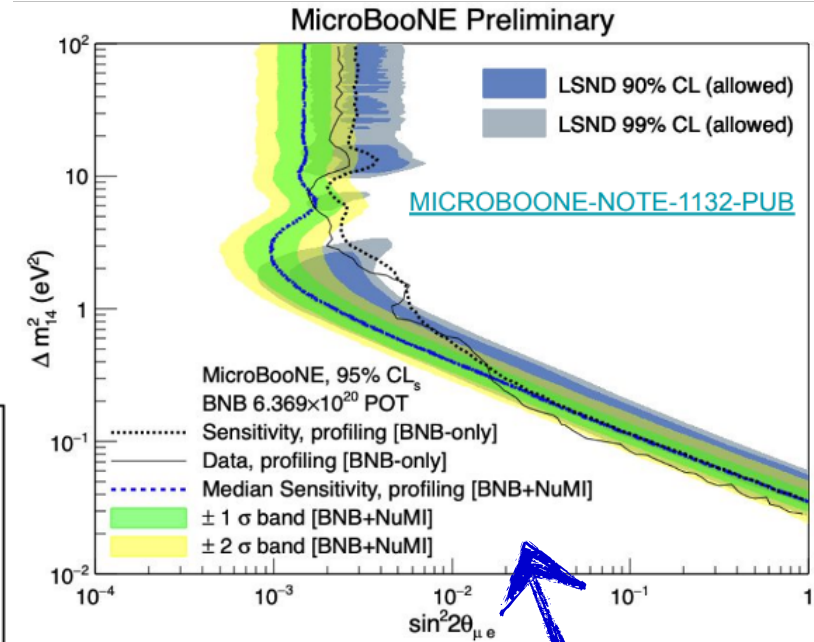 MicroBooNE Preliminary
10²
10
1
10⁻¹
10⁻²
Δ m²₁₄ (eV²)
LSND 90% CL (allowed)
LSND 99% CL (allowed)
MICROBOONE-NOTE-1132-PUB
MicroBooNE, 95% CLₛ
BNB 6.369×10²⁰ POT
Sensitivity, profiling [BNB-only]
Data, profiling [BNB-only]
Median Sensitivity, profiling [BNB+NuMI]
± 1 σ band [BNB+NuMI]
± 2 σ band [BNB+NuMI]
10⁻⁴ 10⁻³ 10⁻² 10⁻¹ 1
sin²2θ_μe